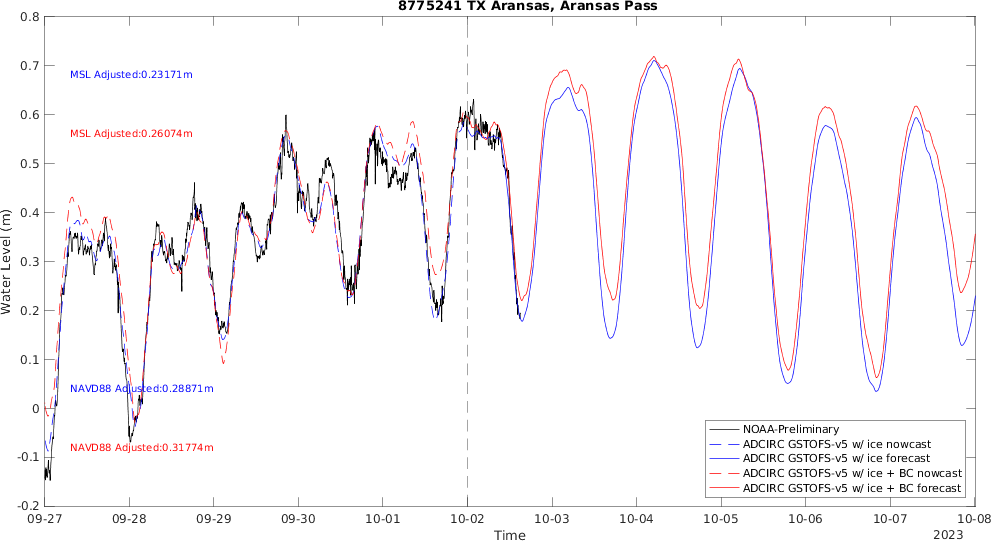 8775241 TX Aransas, Aransas Pass
0.8
0.7
0.6
0.5
0.4
0.3
0.2
0.1
0
-0.1
-0.2
Water Level (m)
MSL Adjusted:0.23171m
MSL Adjusted:0.26074m
NAVD88 Adjusted:0.28871m
NAVD88 Adjusted:0.31774m
NOAA-Preliminary
ADCIRC GSTOFS-v5 w/ ice nowcast
ADCIRC GSTOFS-v5 w/ ice forecast
ADCIRC GSTOFS-v5 w/ ice + BC nowcast
ADCIRC GSTOFS-v5 w/ ice + BC forecast
09-27 09-28 09-29 09-30 10-01 10-02 10-03 10-04 10-05 10-06 10-07 10-08
Time
2023